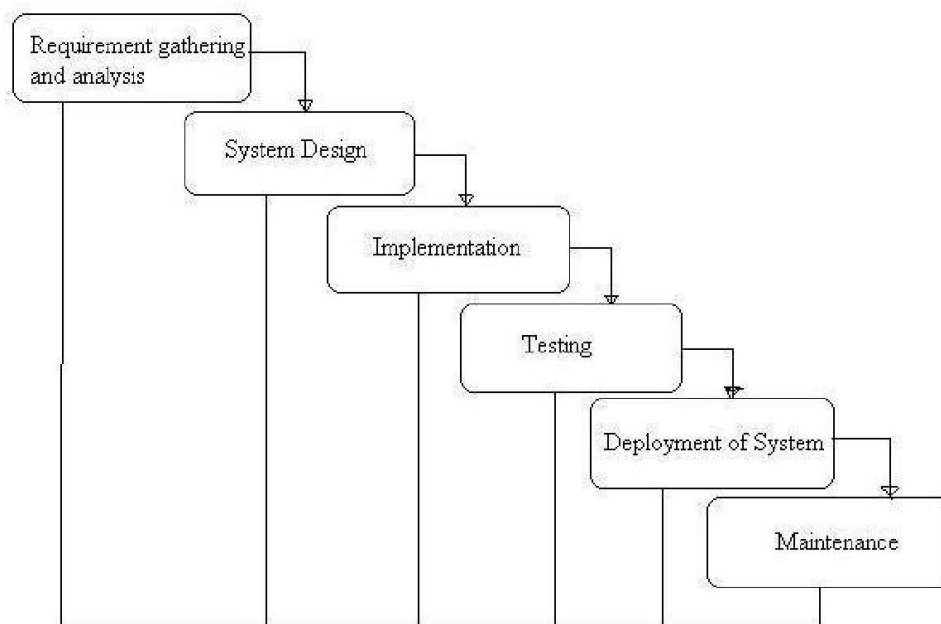 Requirement gathering
and analysis
System Design
Implementation
Testing
Deployment of System
Maintenance